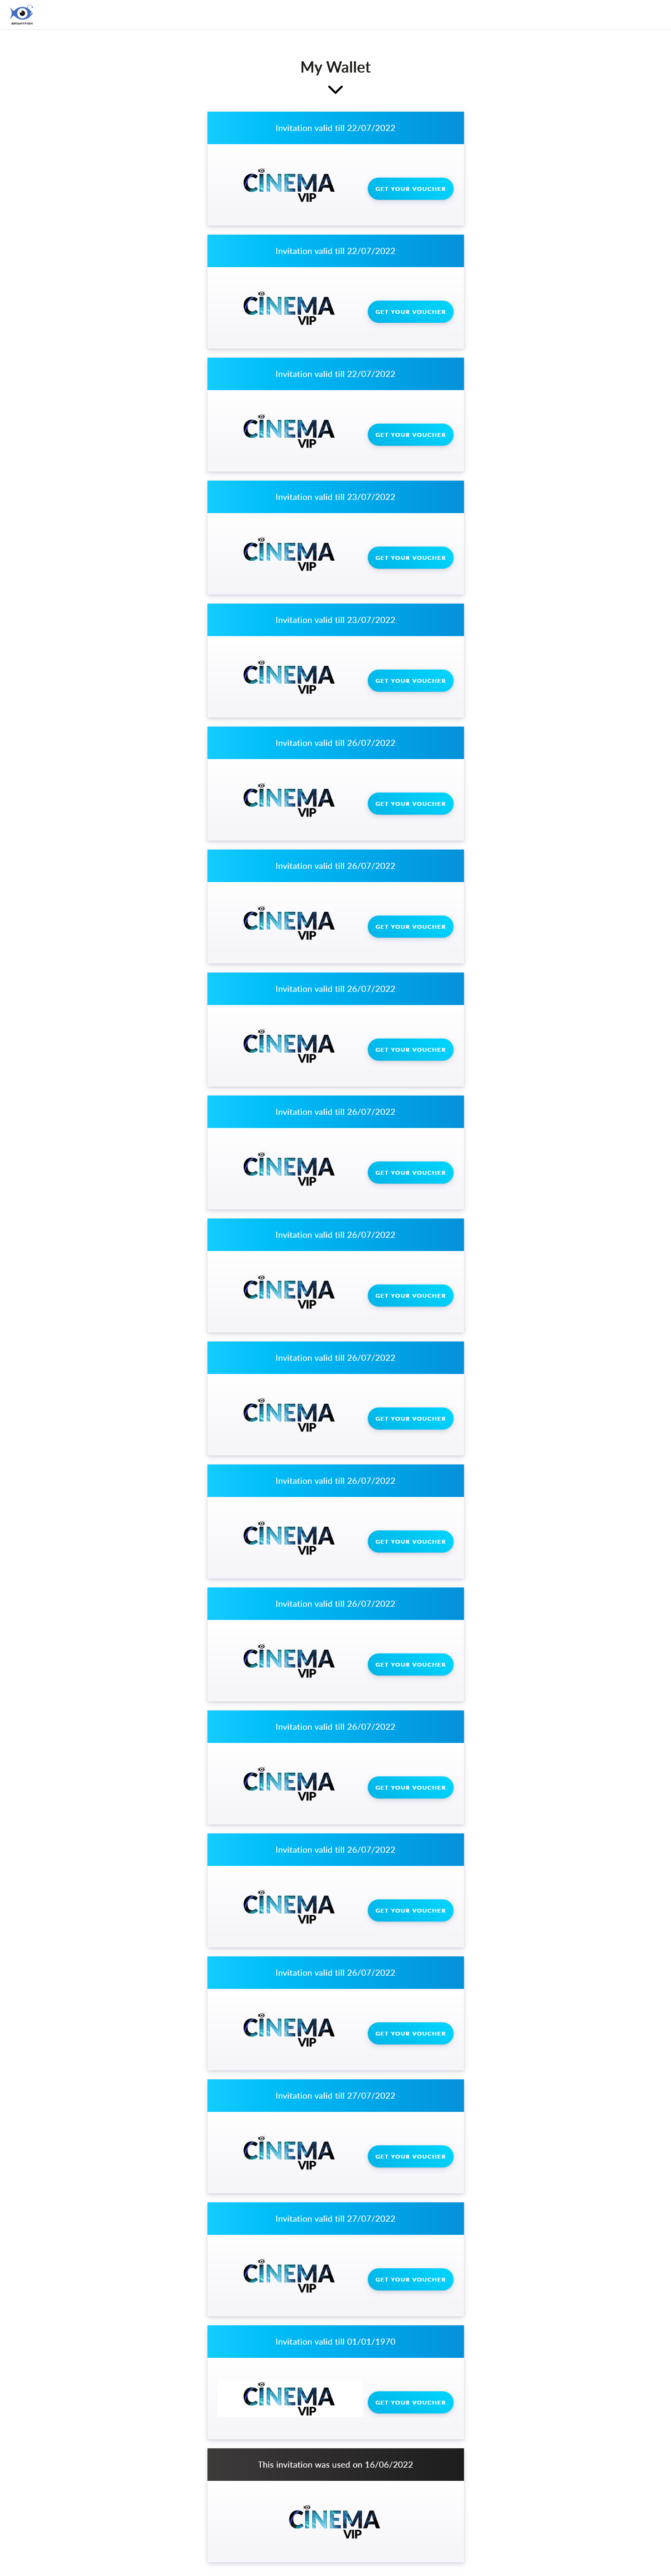 BRIGHTFISH
My Wallet
Invitation valid till 22/07/2022
CINEMA
VIP
GET YOUR VOUCHER
Invitation valid till 22/07/2022
CINEMA
VIP
GET YOUR VOUCHER
Invitation valid till 22/07/2022
CINEMA
VIP
GET YOUR VOUCHER
Invitation valid till 23/07/2022
CINEMA
VIP
GET YOUR VOUCHER
Invitation valid till 23/07/2022
CINEMA
VIP
GET YOUR VOUCHER
Invitation valid till 26/07/2022
CINEMA
VIP
GET YOUR VOUCHER
Invitation valid till 26/07/2022
CINEMA
VIP
GET YOUR VOUCHER
Invitation valid till 26/07/2022
CINEMA
VIP
GET YOUR VOUCHER
Invitation valid till 26/07/2022
CINEMA
VIP
GET YOUR VOUCHER
Invitation valid till 26/07/2022
CINEMA
VIP
GET YOUR VOUCHER
Invitation valid till 26/07/2022
CINEMA
VIP
GET YOUR VOUCHER
Invitation valid till 26/07/2022
CINEMA
VIP
GET YOUR VOUCHER
Invitation valid till 26/07/2022
CINEMA
VIP
GET YOUR VOUCHER
Invitation valid till 26/07/2022
CINEMA
VIP
GET YOUR VOUCHER
Invitation valid till 26/07/2022
CINEMA
VIP
GET YOUR VOUCHER
Invitation valid till 26/07/2022
CINEMA
VIP
GET YOUR VOUCHER
Invitation valid till 27/07/2022
CINEMA
VIP
GET YOUR VOUCHER
Invitation valid till 27/07/2022
CINEMA
VIP
GET YOUR VOUCHER
Invitation valid till 01/01/1970
CINEMA
VIP
GET YOUR VOUCHER
This invitation was used on 16/06/2022
CINEMA
VIP